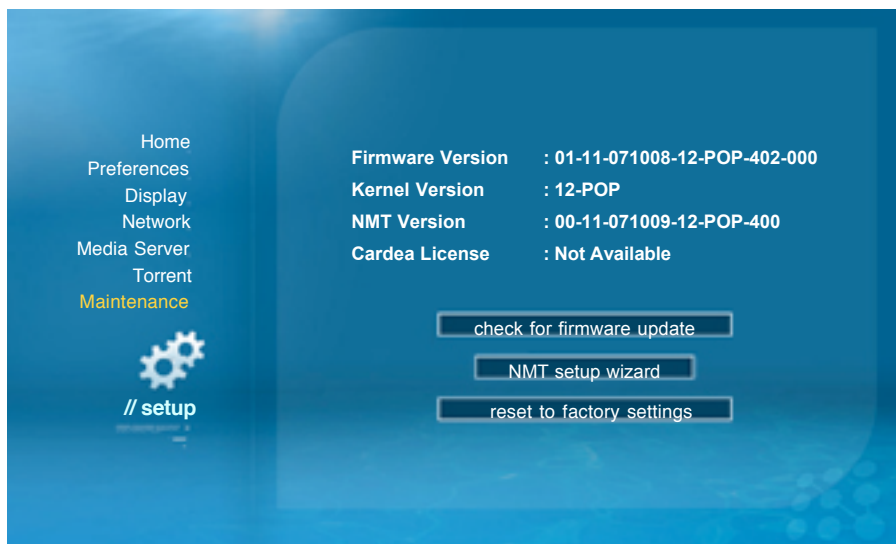 Home
Preferences
Display
Network
Media Server
Torrent
Maintenance
// setup
Firmware Version : 01-11-071008-12-POP-402-000
Kernel Version : 12-POP
NMT Version : 00-11-071009-12-POP-400
Cardea License : Not Available
check for firmware update
NMT setup wizard
reset to factory settings